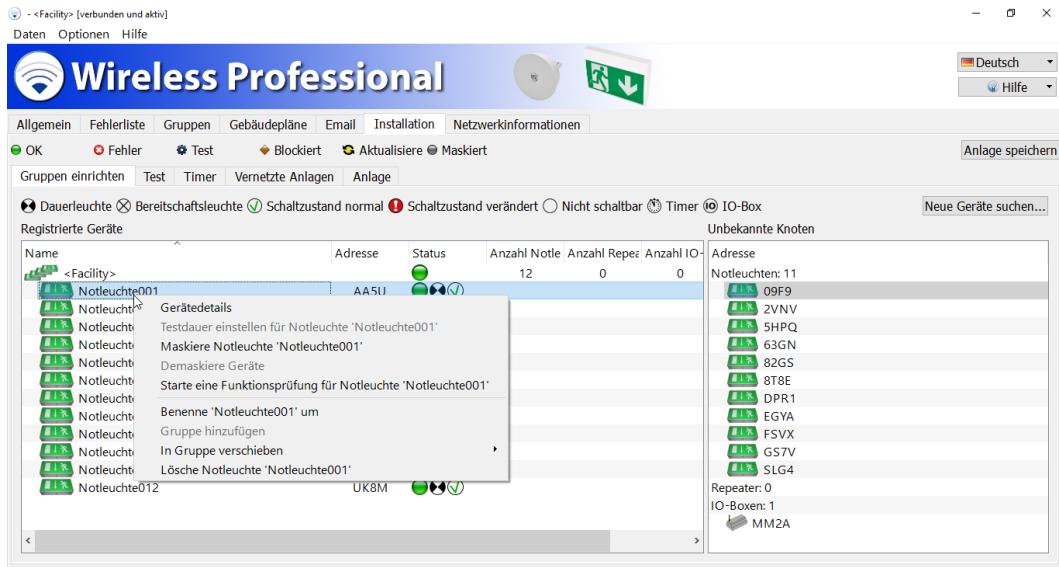 - <Facility> [verbunden und aktiv]
Daten Optionen Hilfe
Wireless Professional
Deutsch
Hilfe
Allgemein Fehlerliste Gruppen Gebäudepläne Email Installation Netzwerkinformationen
OK Fehler Test Blockiert Aktualisiere Maskiert Anlage speichern
Gruppen einrichten Test Timer Vernetzte Anlagen Anlage
Dauerleuchte Bereitschaftsleuchte Schaltzustand normal Schaltzustand verändert Nicht schaltbar Timer IO IO-Box Neue Geräte suchen...
Registrierte Geräte
Name Adresse Status Anzahl Notle Anzahl Repea Anzahl IO-
<Facility> 12 0 0
Notleuchte001 AA5U
Notleucht
Notleucht
Notleucht
Notleucht
Notleucht
Notleucht
Notleucht
Notleucht
Notleucht
Notleucht
Notleuchte012 UK8M
Gerätedetails
Testdauer einstellen für Notleuchte 'Notleuchte001'
Maskiere Notleuchte 'Notleuchte001'
Demaskiere Geräte
Starte eine Funktionsprüfung für Notleuchte 'Notleuchte001'
Benenne 'Notleuchte001' um
Gruppe hinzufügen
In Gruppe verschieben
Lösche Notleuchte 'Notleuchte001'
Unbekannte Knoten
Adresse
Notleuchten: 11
09F9
2VNV
5HPQ
63GN
82GS
8T8E
DPR1
EGYA
FSVX
GS7V
SLG4
Repeater: 0
IO-Boxen: 1
MM2A